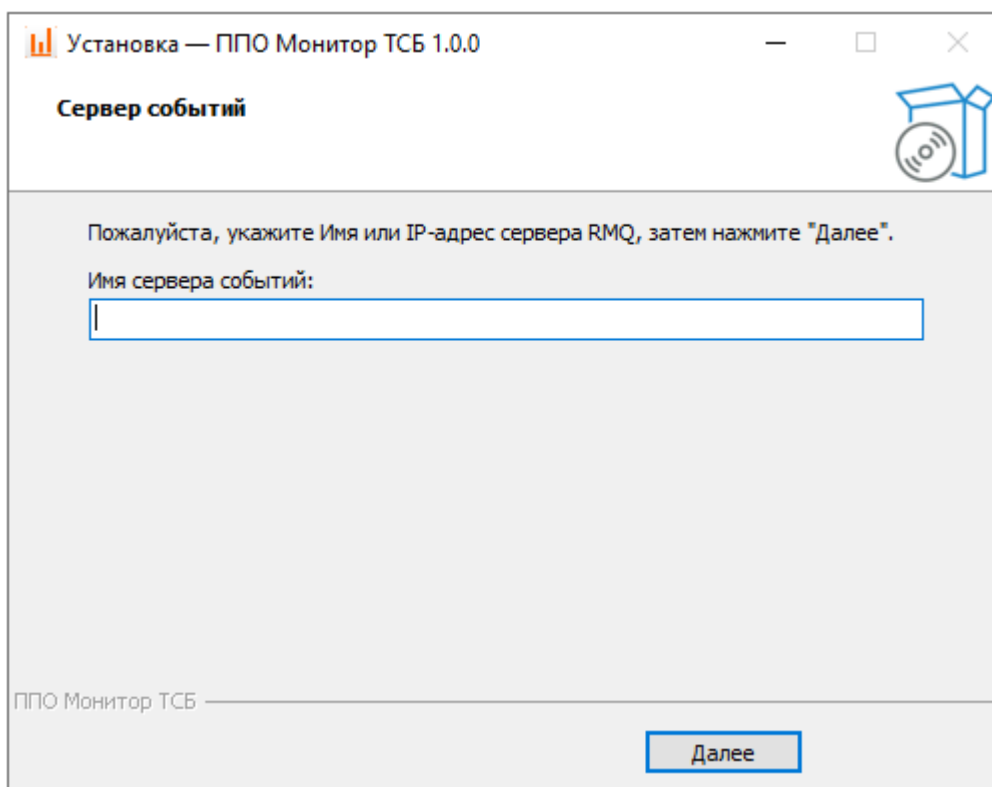 Установка — ППО Монитор ТСБ 1.0.0
Сервер событий
Пожалуйста, укажите Имя или IP-адрес сервера RMQ, затем нажмите "Далее".
Имя сервера событий:
ППО Монитор ТСБ
Далее